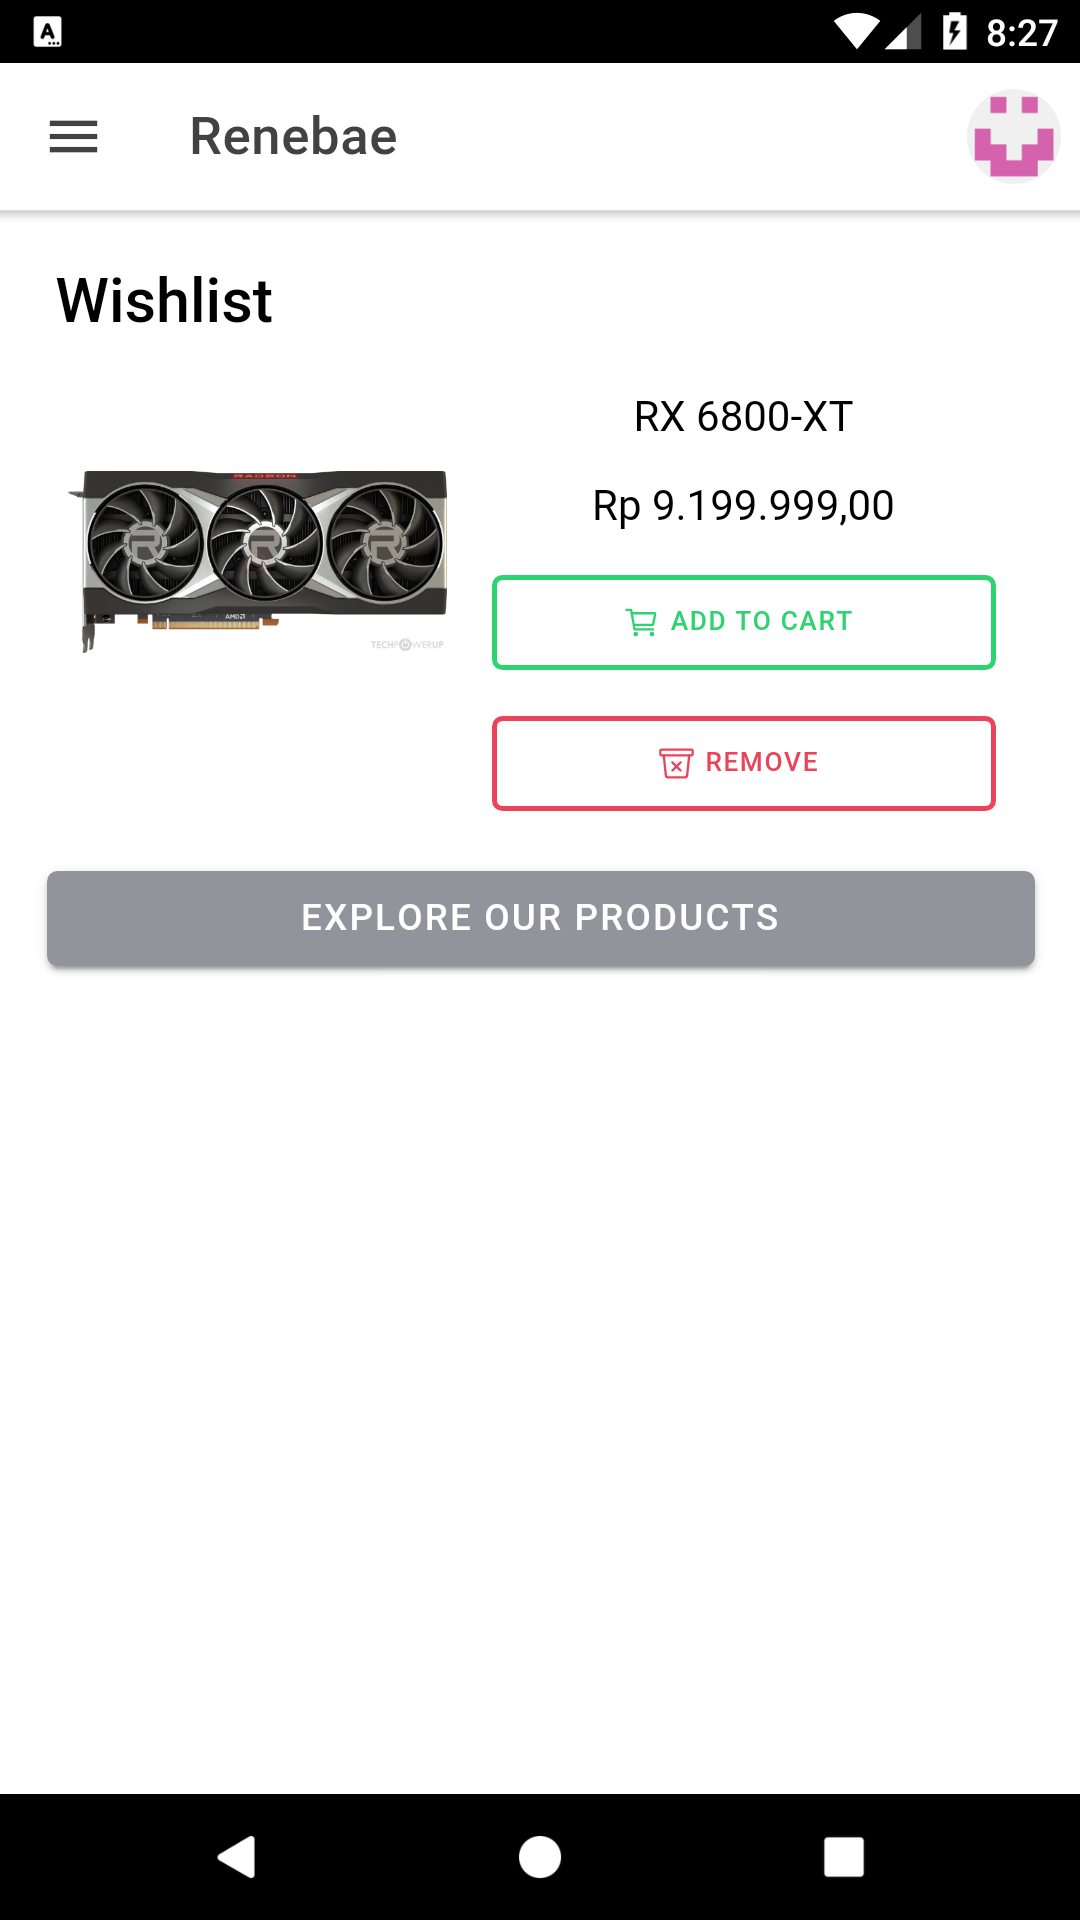 8:27
Renebae
Wishlist
RX 6800-XT
Rp 9.199.999,00
RADEON
AMD
TECHPOWERUP
ADD TO CART
REMOVE
EXPLORE OUR PRODUCTS